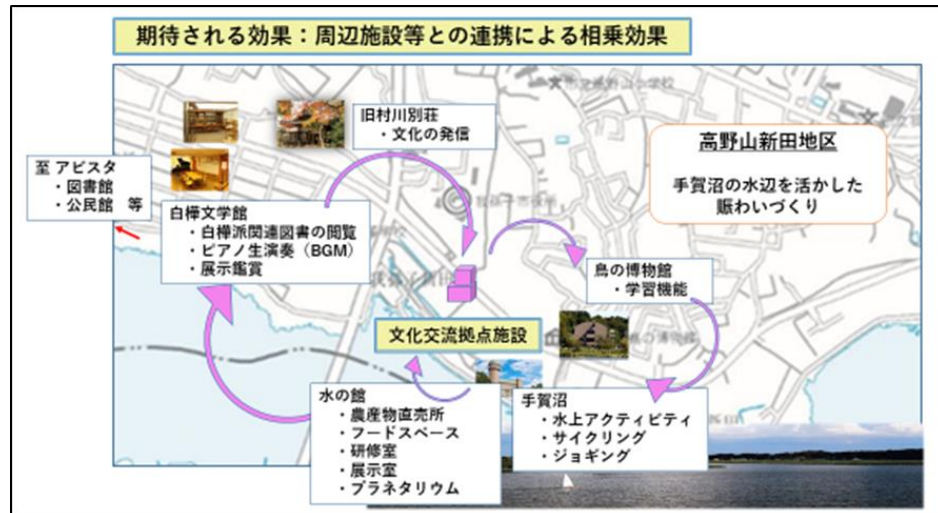 期待される効果：周辺施設等との連携による相乗効果
旧村川別荘
・文化の発信
高野山新田地区
手賀沼の水辺を活かした
賑わいづくり
至 アビスタ
・図書館
・公民館 等
白樺文学館
・白樺派関連図書の閲覧
・ピアノ生演奏（BGM）
・展示鑑賞
鳥の博物館
・学習機能
文化交流拠点施設
水の館
・農産物直売所
・フードスペース
・研修室
・展示室
・プラネタリウム
手賀沼
・水上アクティビティ
・サイクリング
・ジョギング